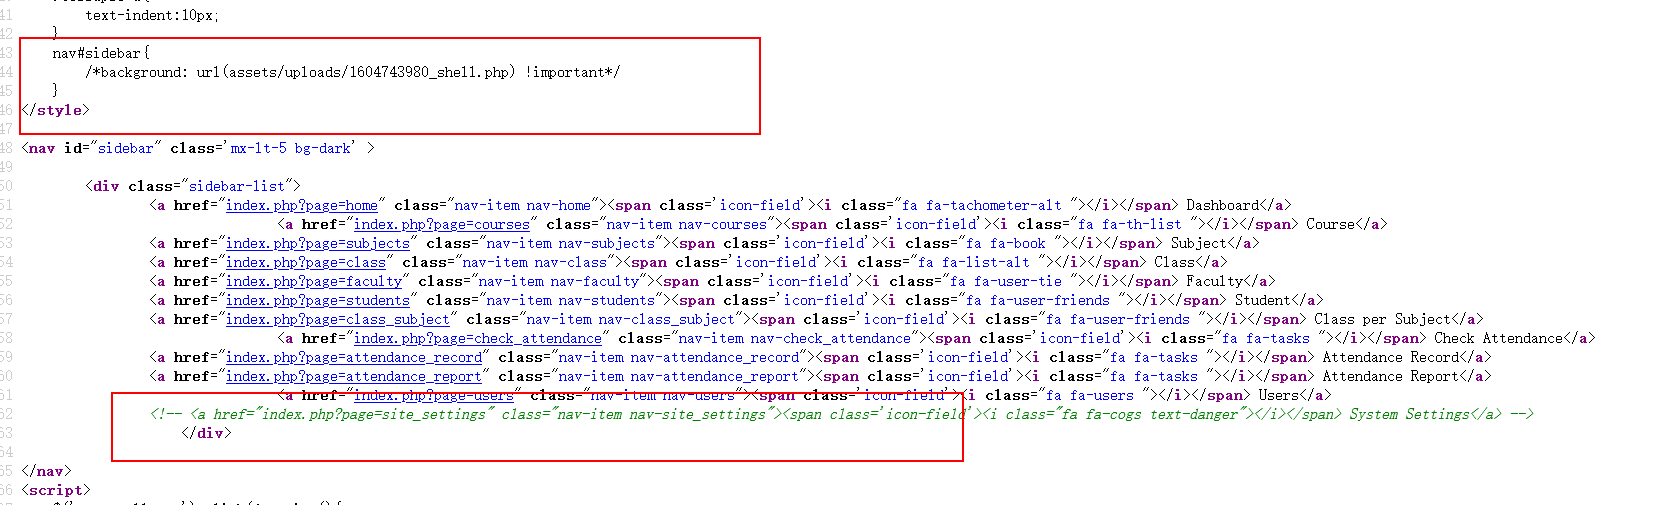 41 text-indent:10px;
42 }
43 nav#sidebar{
44 /*background: url(assets/uploads/1604743980_shell.php) !important*/
45 }
46 </style>
47
48 <nav id="sidebar" class='mx-lt-5 bg-dark' >
49
50 <div class="sidebar-list">
51 <a href="index.php?page=home" class="nav-item nav-home"><span class='icon-field'><i class="fa fa-tachometer-alt "></i></span> Dashboard</a>
52 <a href="index.php?page=courses" class="nav-item nav-courses"><span class='icon-field'><i class="fa fa-th-list "></i></span> Course</a>
53 <a href="index.php?page=subjects" class="nav-item nav-subjects"><span class='icon-field'><i class="fa fa-book "></i></span> Subject</a>
54 <a href="index.php?page=class" class="nav-item nav-class"><span class='icon-field'><i class="fa fa-list-alt "></i></span> Class</a>
55 <a href="index.php?page=faculty" class="nav-item nav-faculty"><span class='icon-field'><i class="fa fa-user-tie "></i></span> Faculty</a>
56 <a href="index.php?page=students" class="nav-item nav-students"><span class='icon-field'><i class="fa fa-user-friends "></i></span> Student</a>
57 <a href="index.php?page=class_subject" class="nav-item nav-class_subject"><span class='icon-field'><i class="fa fa-user-friends "></i></span> Class per Subject</a>
58 <a href="index.php?page=check_attendance" class="nav-item nav-check_attendance"><span class='icon-field'><i class="fa fa-tasks "></i></span> Check Attendance</a>
59 <a href="index.php?page=attendance_record" class="nav-item nav-attendance_record"><span class='icon-field'><i class="fa fa-tasks "></i></span> Attendance Record</a>
60 <a href="index.php?page=attendance_report" class="nav-item nav-attendance_report"><span class='icon-field'><i class="fa fa-tasks "></i></span> Attendance Report</a>
61 <a href="index.php?page=users" class="nav-item nav-users"><span class='icon-field'><i class="fa fa-users "></i></span> Users</a>
62 <!-- <a href="index.php?page=site_settings" class="nav-item nav-site_settings"><span class='icon-field'><i class="fa fa-cogs text-danger"></i></span> System Settings</a> -->
63 </div>
64
65 </nav>
66 <script>